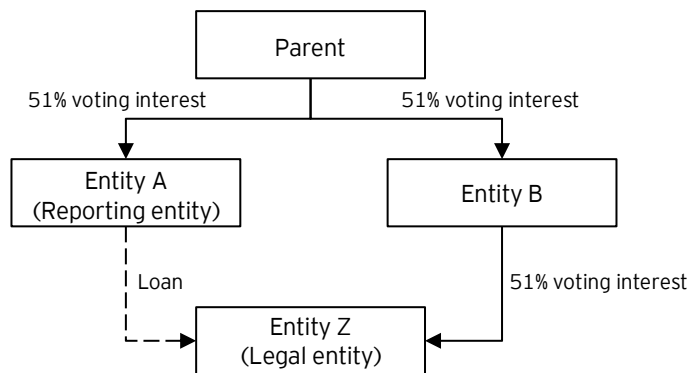 Parent
51% voting interest
51% voting interest
Entity A
(Reporting entity)
Entity B
Loan
51% voting interest
Entity Z
(Legal entity)